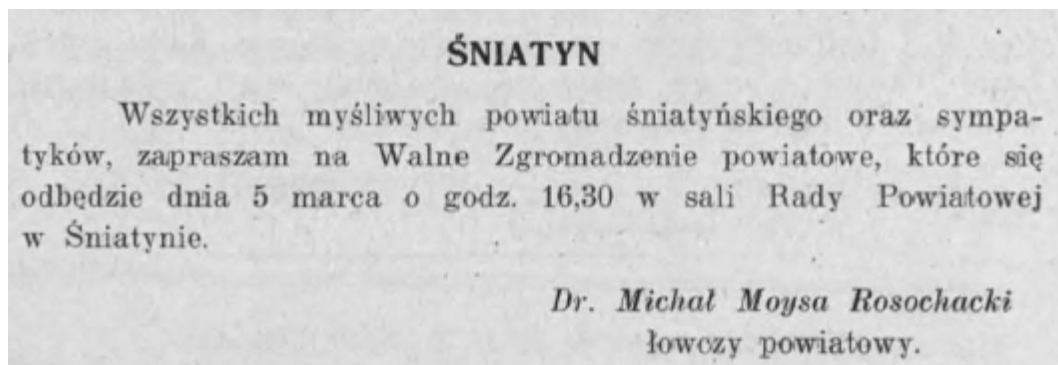 ŚNIATYN
Wszystkich myśliwych powiatu śniatyńskiego oraz sympa-
tyków, zapraszam na Walne Zgromadzenie powiatowe, które się
odbędzie dnia 5 marca o godz. 16,30 w sali Rady Powiatowej
w Śniatynie.
Dr. Michał Moysa Rosochacki
łowczy powiatowy.